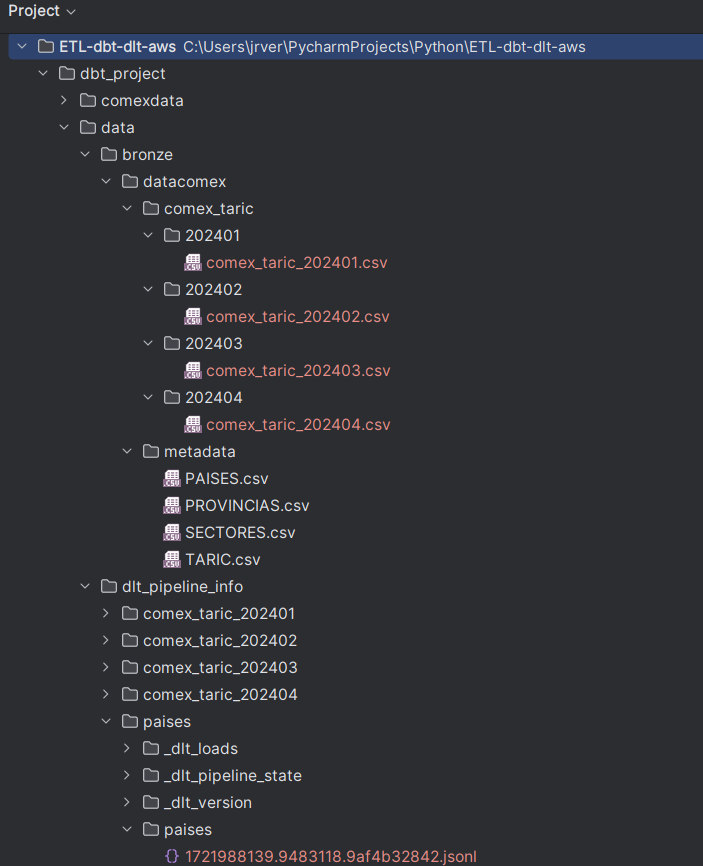 Project
ETL-dbt-dlt-aws C:\Users\jrver\PycharmProjects\Python\ETL-dbt-dlt-aws
dbt_project
comexdata
data
bronze
datacomex
comex_taric
202401
comex_taric_202401.csv
202402
comex_taric_202402.csv
202403
comex_taric_202403.csv
202404
comex_taric_202404.csv
metadata
PAISES.csv
PROVINCIAS.csv
SECTORES.csv
TARIC.csv
dlt_pipeline_info
comex_taric_202401
comex_taric_202402
comex_taric_202403
comex_taric_202404
paises
_dlt_loads
_dlt_pipeline_state
_dlt_version
paises
1721988139.9483118.9af4b32842.jsonl